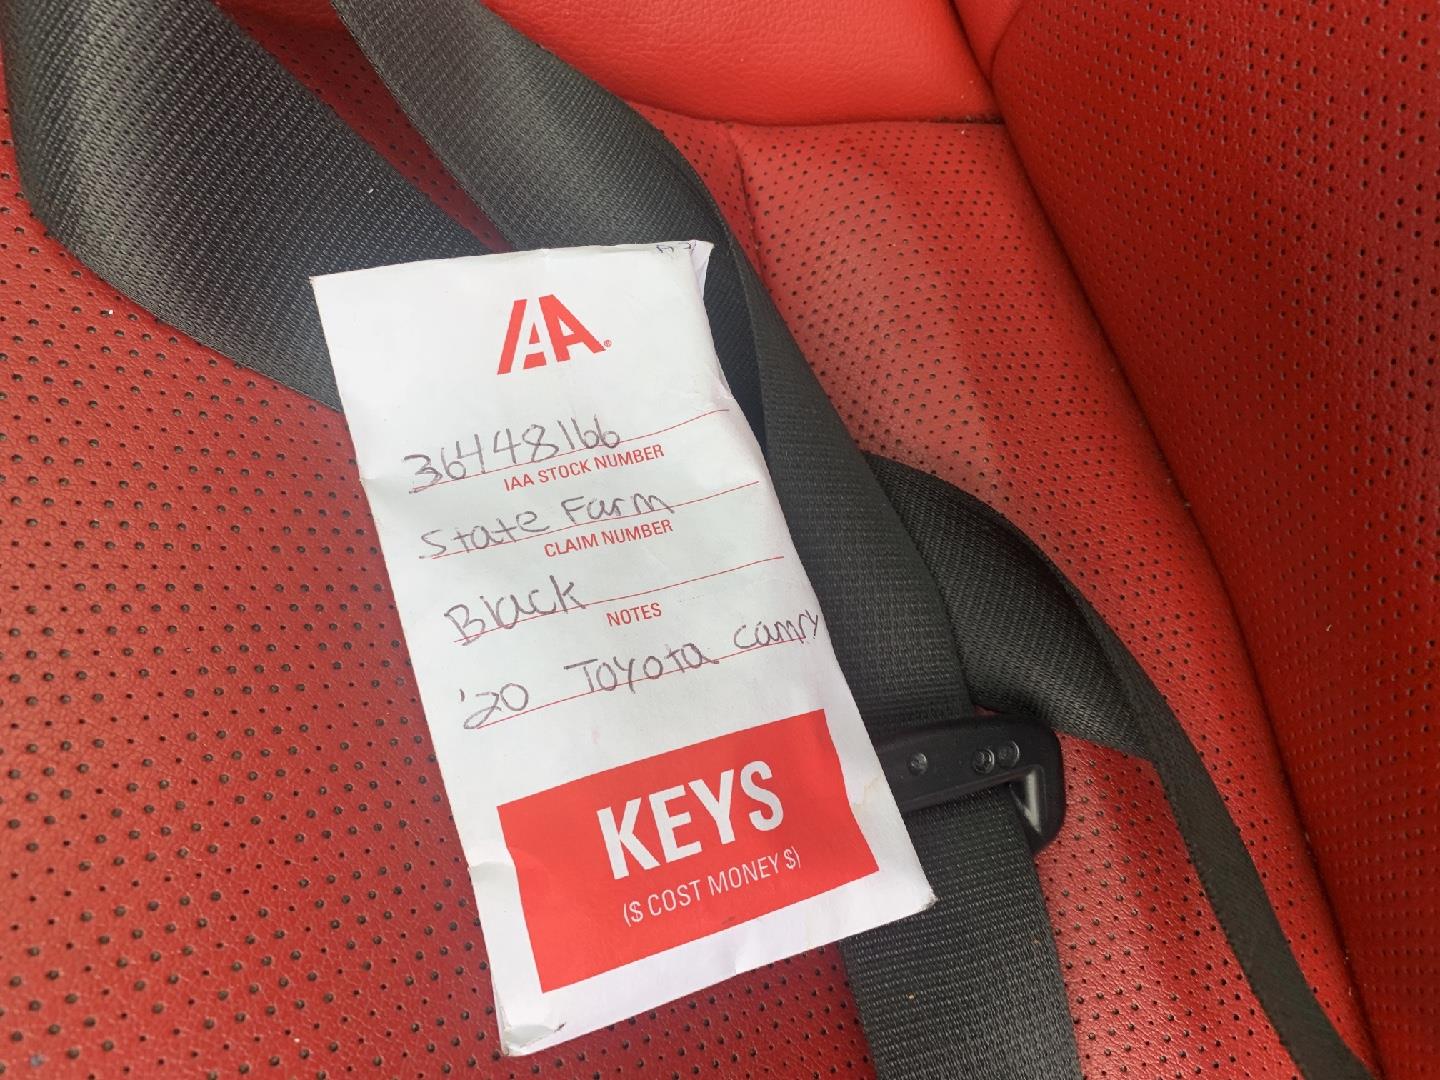 IAA®
36448166
IAA STOCK NUMBER
State Farm
CLAIM NUMBER
Black
NOTES
'20 Toyota camry
KEYS
($ COST MONEY $)